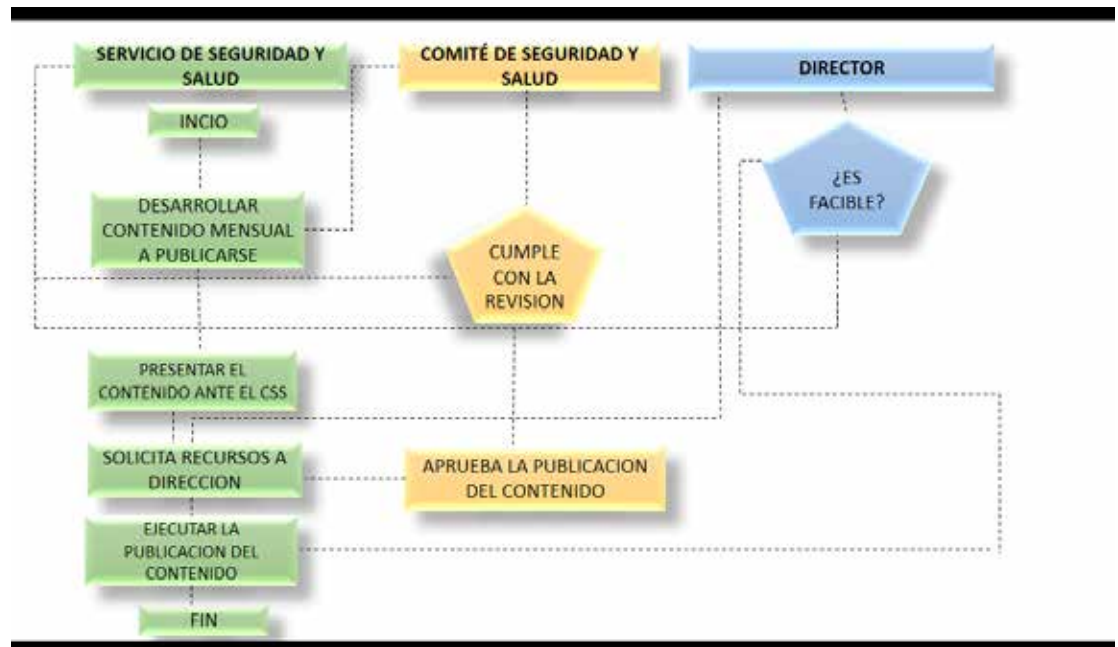 SERVICIO DE SEGURIDAD Y
SALUD
COMITÉ DE SEGURIDAD Y
SALUD
DIRECTOR
INCIO
¿ES
FACIBLE?
DESARROLLAR
CONTENIDO MENSUAL
A PUBLICARSE
CUMPLE
CON LA
REVISION
PRESENTAR EL
CONTENIDO ANTE EL CSS
SOLICITA RECURSOS A
DIRECCION
APRUEBA LA PUBLICACION
DEL CONTENIDO
EJECUTAR LA
PUBLICACION DEL
CONTENIDO
FIN